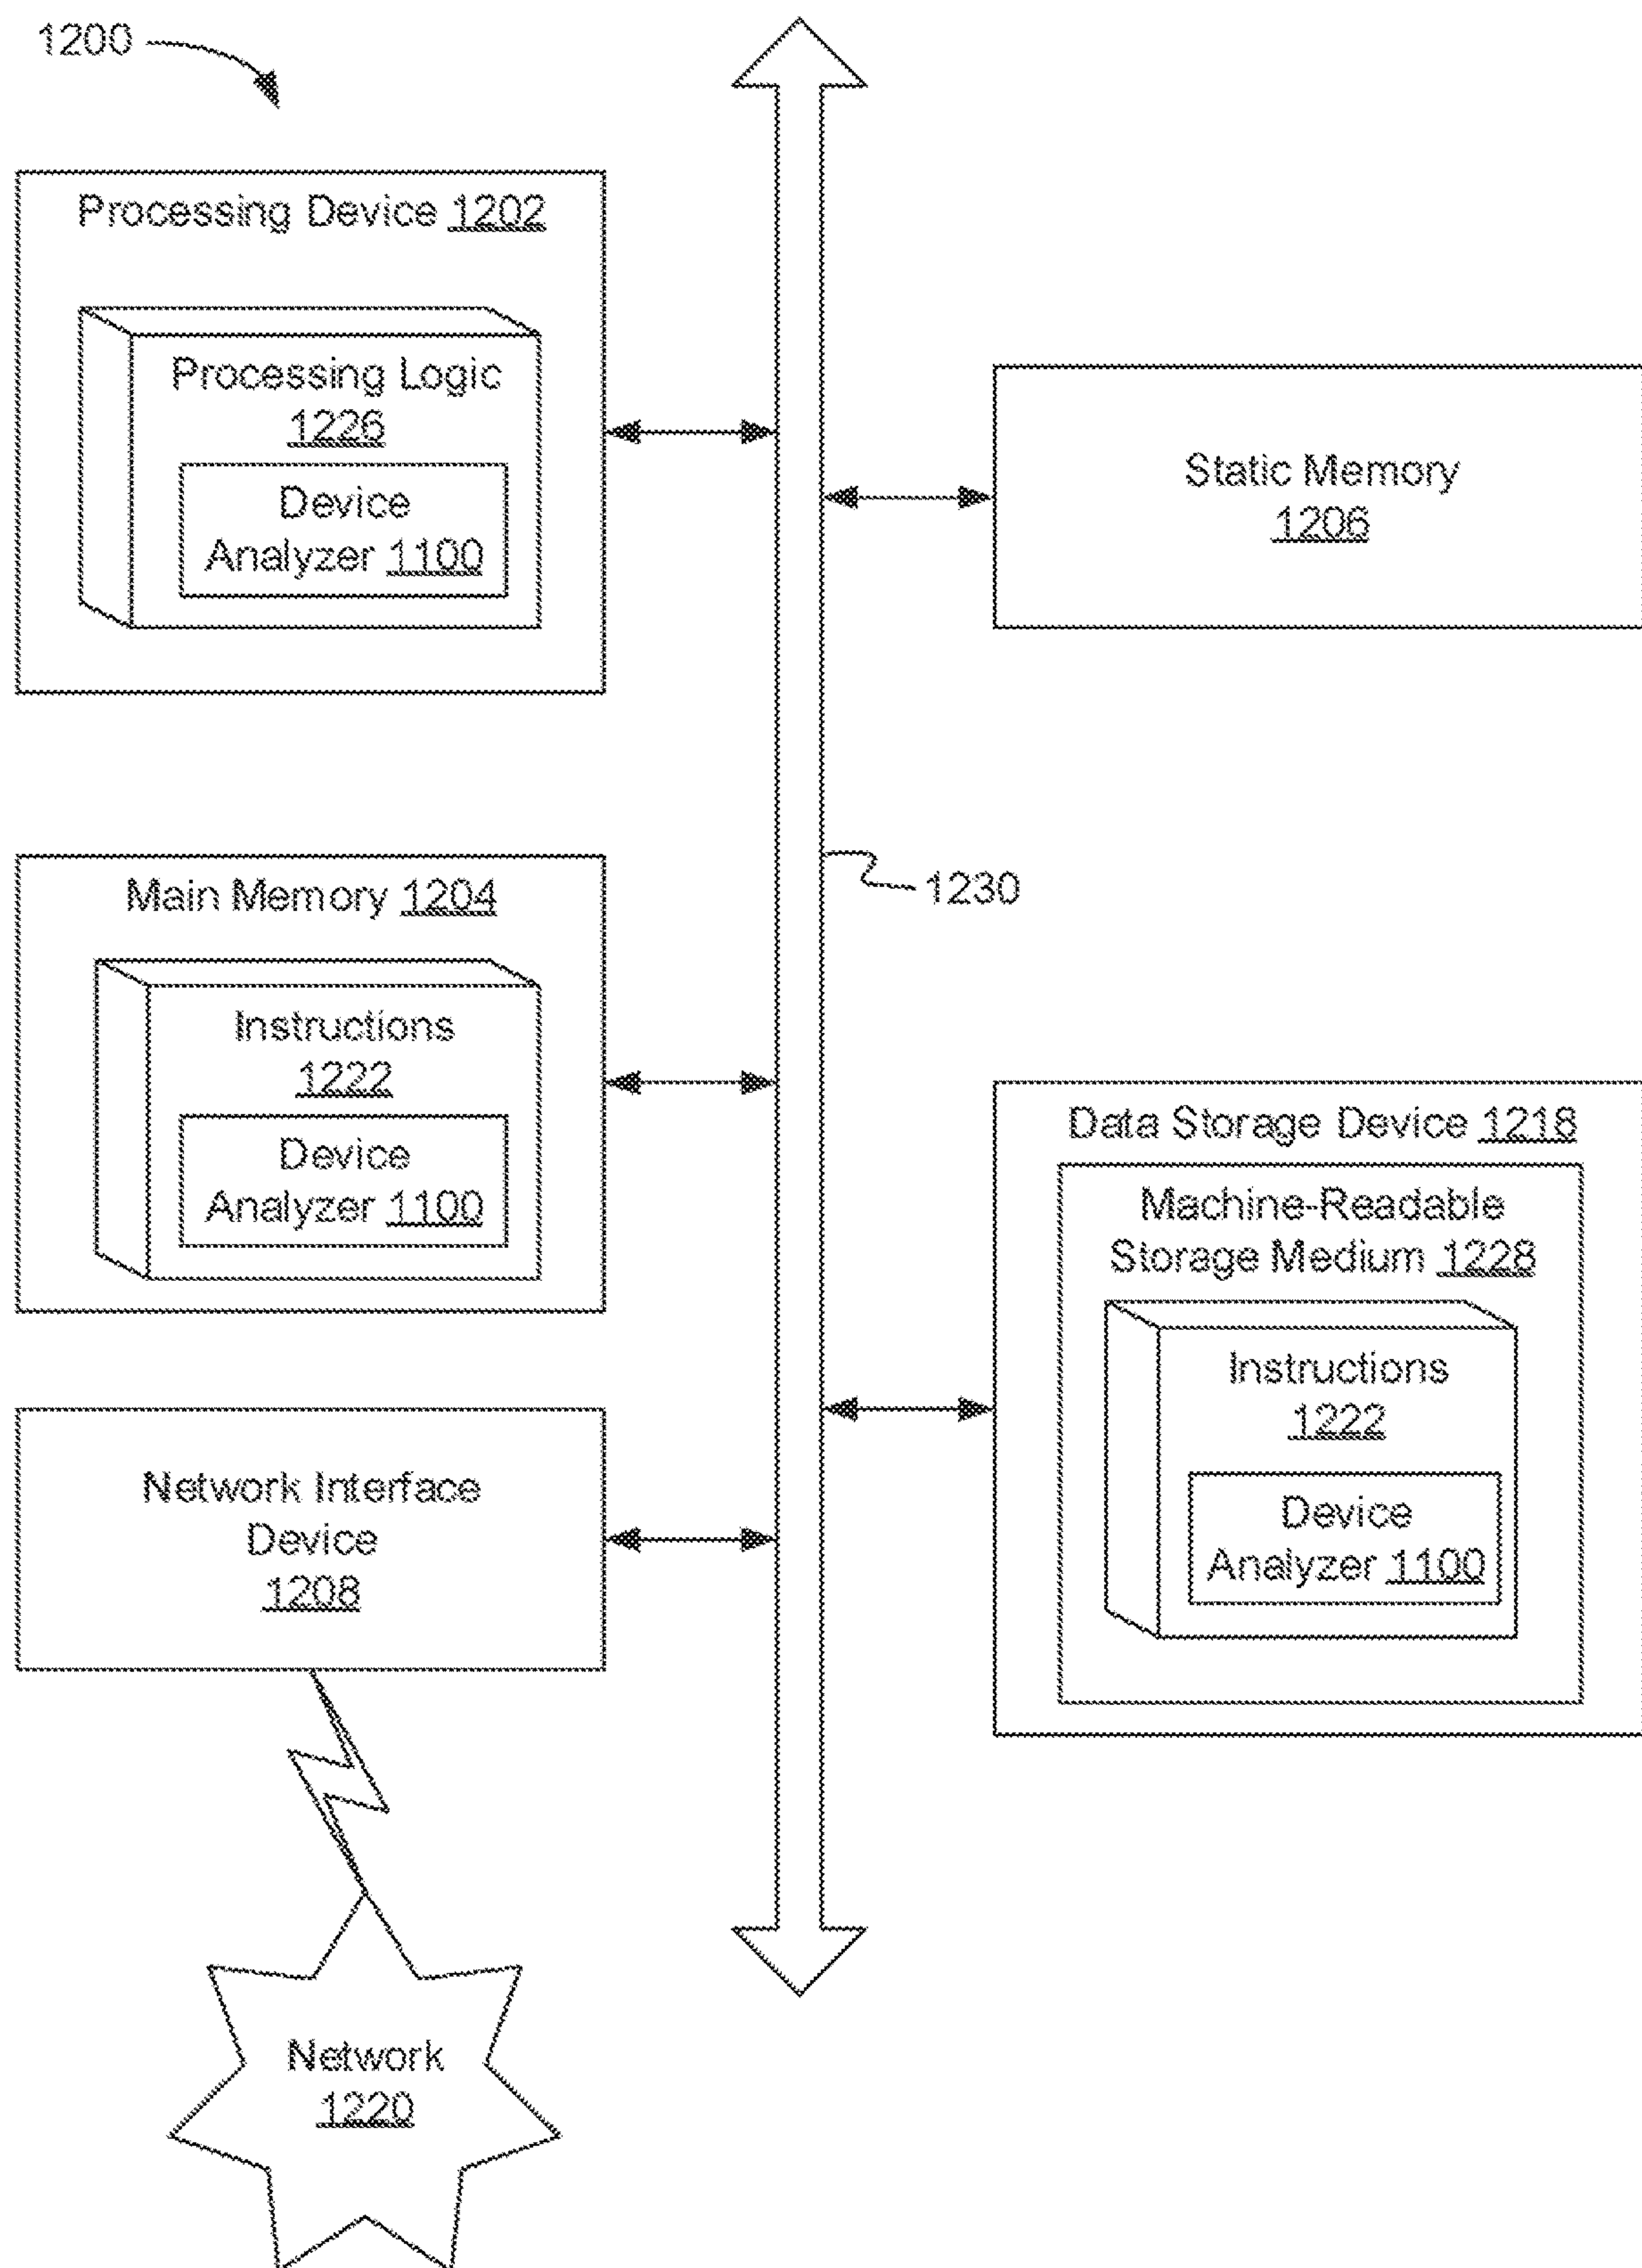 1200
Processing Device 1202
Processing Logic
1226
Device
Analyzer 1100
Static Memory
1206
Main Memory 1204
1230
Instructions
1222
Device
Analyzer 1100
Data Storage Device 1218
Machine-Readable
Storage Medium 1228
Instructions
1222
Device
Analyzer 1100
Network Interface
Device
1208
Network
1220